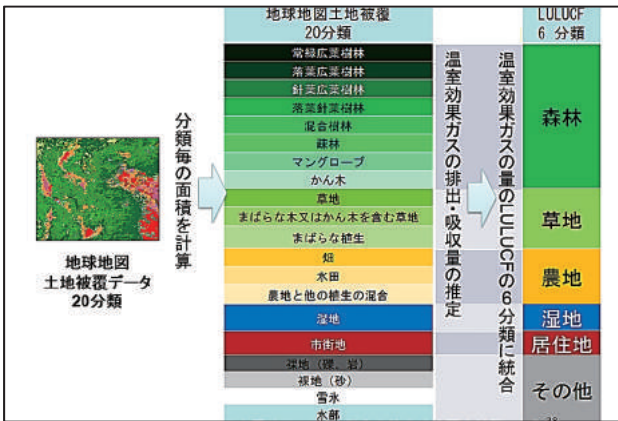 地球地図
土地被覆データ
20分類
分類毎の面積を計算
地球地図土地被覆
20分類
常緑広葉樹林
落葉広葉樹林
針葉広葉樹林
落葉針葉樹林
混合樹林
疎林
マングローブ
かん木
草地
まばらな木又はかん木を含む草地
まばらな植生
畑
水田
農地と他の植生の混合
湿地
市街地
裸地（礫、岩）
裸地（砂）
雪氷
水部
温室効果ガスの排出・吸収量の推定
温室効果ガスの量のLULUCFの6分類に統合
LULUCF
6 分類
森林
草地
農地
湿地
居住地
その他